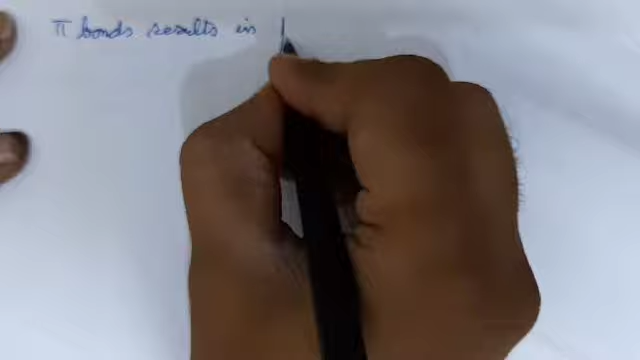 π bonds results in